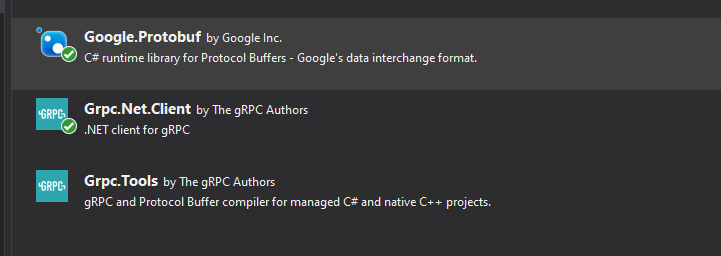 Google.Protobuf by Google Inc.
C# runtime library for Protocol Buffers - Google's data interchange format.
GRPC
Grpc.Net.Client by The gRPC Authors
.NET client for gRPC
GRPC
Grpc.Tools by The gRPC Authors
gRPC and Protocol Buffer compiler for managed C# and native C++ projects.